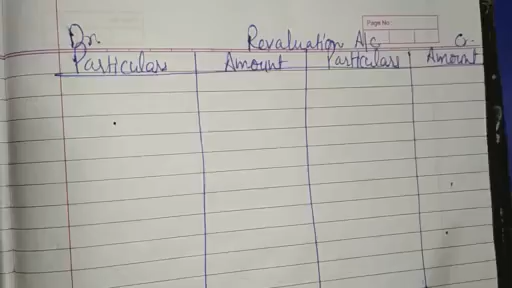 Page No:
Dr. Revaluation A/c Cr.
Particulars Amount Particulars Amount